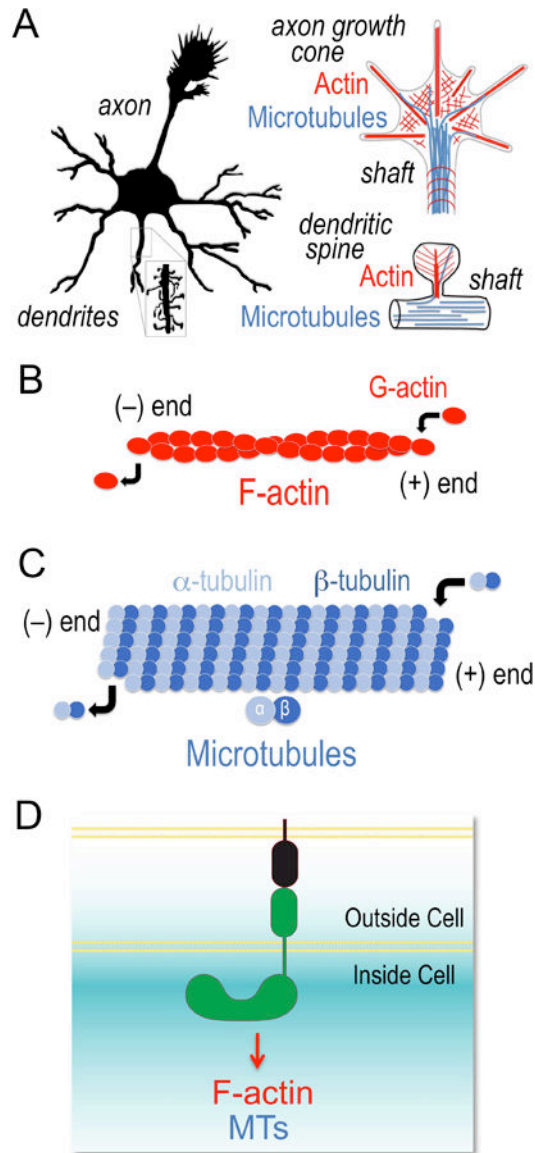 A
axon
dendrites
axon growth
cone
Actin
Microtubules
shaft
dendritic
spine
Actin
shaft
Microtubules
B
(–) end
G-actin
F-actin
(+) end
C
α-tubulin
β-tubulin
(–) end
(+) end
α
β
Microtubules
D
Outside Cell
Inside Cell
F-actin
MTs